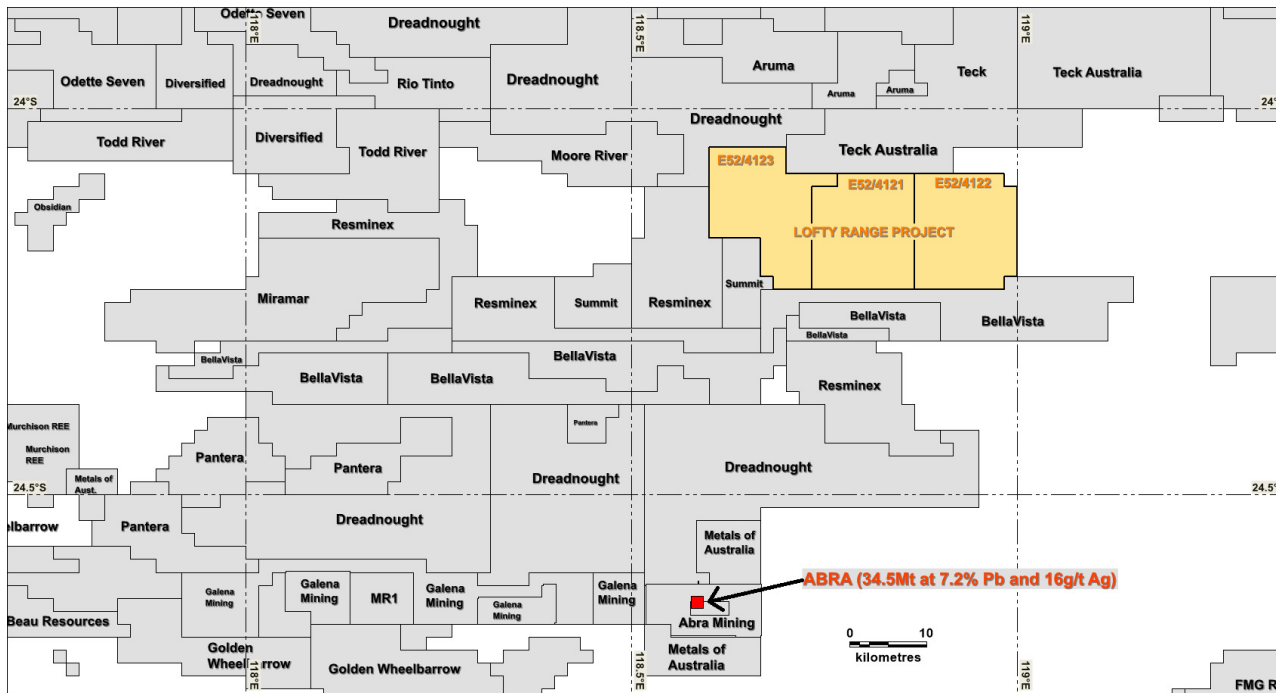 Odette Seven
Dreadnought
118°E
118.5°E
119°E
Odette Seven
Diversified
Dreadnought
Rio Tinto
Dreadnought
Aruma
Aruma
Aruma
Teck
Teck Australia
24°S
24°
Todd River
Diversified
Todd River
Moore River
Dreadnought
Teck Australia
E52/4123
E52/4121
E52/4122
LOFTY RANGE PROJECT
Obsidian
Resminex
Miramar
Resminex
Summit
Resminex
Summit
BellaVista
BellaVista
BellaVista
BellaVista
BellaVista
BellaVista
BellaVista
Resminex
Murchison REE
Murchison
REE
Metals of
Aust.
Pantera
Pantera
Pantera
Dreadnought
Dreadnought
24.5°S
24.5°
elbarrow
Pantera
Dreadnought
Metals of
Australia
Galena
Mining
Galena
Mining
MR1
Galena
Mining
Galena
Mining
Galena
Mining
ABRA (34.5Mt at 7.2% Pb and 16g/t Ag)
Abra Mining
Beau Resources
Golden
Wheelbarrow
Golden Wheelbarrow
Metals of
Australia
0 10
kilometres
118°E
118.5°E
119°E
FMG R